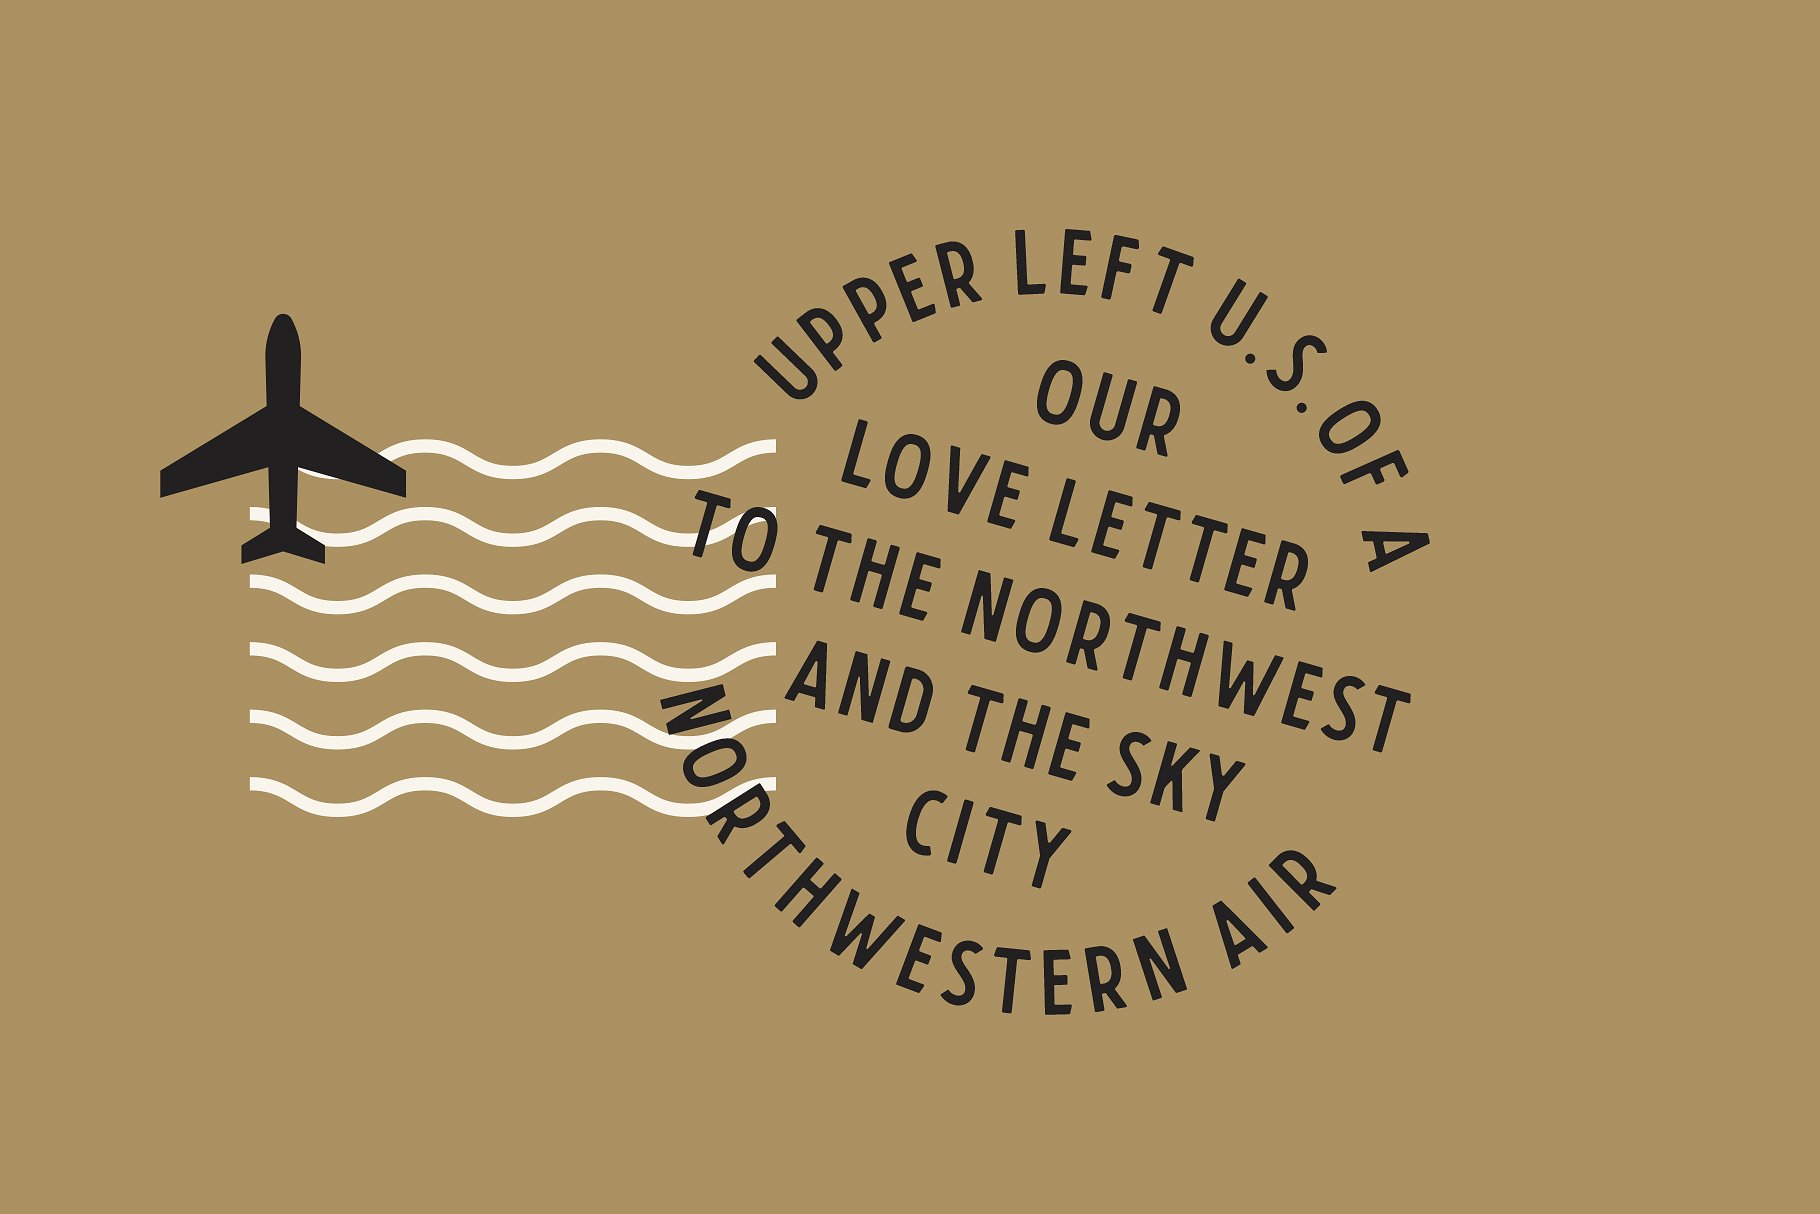 UPPER LEFT U.S.OF A
OUR
LOVE LETTER
TO THE NORTHWEST
AND THE SKY
CITY
NORTHWESTERN AIR